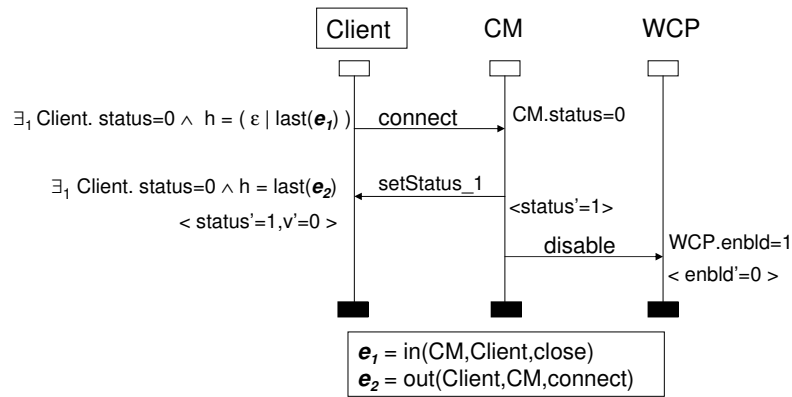 Client CM WCP
∃₁ Client. status=0 ∧ h = ( ε | last(e₁) ) connect CM.status=0
∃₁ Client. status=0 ∧ h = last(e₂) setStatus_1
< status'=1,v'=0 > <status'=1>
disable WCP.enbld=1
< enbld'=0 >
e₁ = in(CM,Client,close)
e₂ = out(Client,CM,connect)